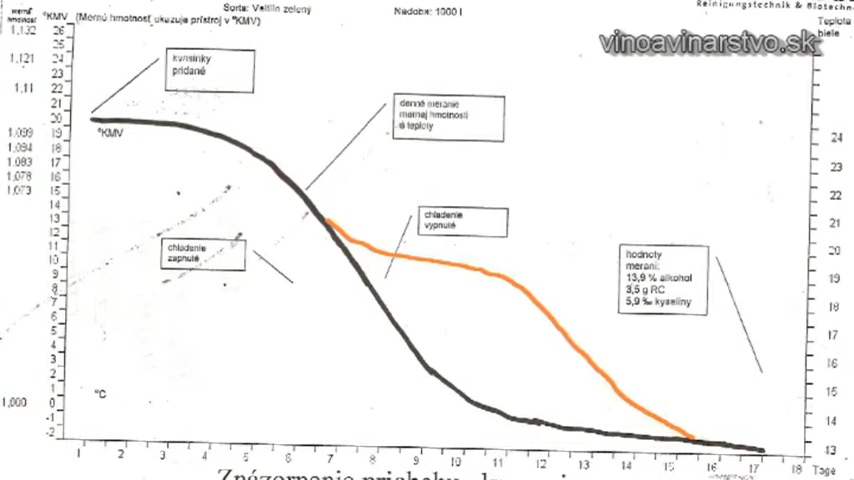 Sorta: Veltlín zelený
Nádoba: 1000 l
Reinigungstechnik & Biotechn
merná
hmotnosť
°KMV
(Mernú hmotnosť ukazuje prístroj v °KMV)
Teplota
biele
vinoavinarstvo.sk
1,132
1,121
1,11
1,099
1,094
1,083
1,078
1,073
1,000
26
25
24
23
22
21
20
19
18
17
16
15
14
13
12
11
10
9
8
7
6
5
4
3
2
1
0
-1
-2
kvasinky
pridané
°KMV
denné meranie
mernej hmotnosti
a teploty
chladenie
vypnuté
chladenie
zapnuté
hodnoty
meraní:
13,9 % alkohol
3,5 g RC
5,9 ‰ kyseliny
°C
24
23
22
21
20
19
18
17
16
15
14
13
1 2 3 4 5 6 7 8 9 10 11 12 13 14 15 16 17 18 Tage
Znázornenie priebehu